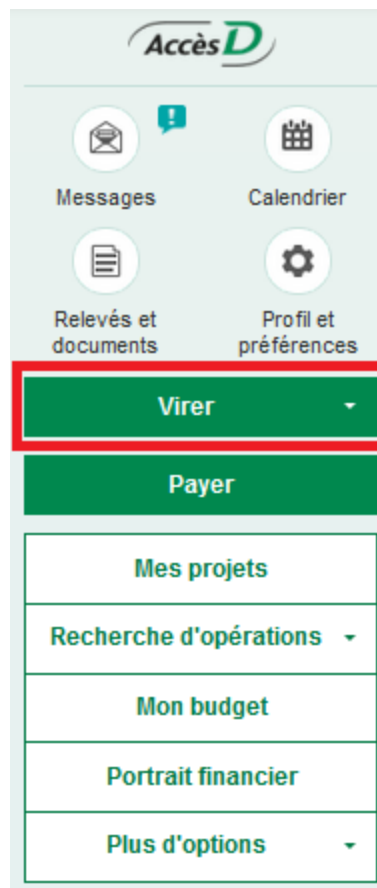 AccèsD
Messages
Calendrier
Relevés et
documents
Profil et
préférences
Virer
Payer
Mes projets
Recherche d'opérations
Mon budget
Portrait financier
Plus d'options